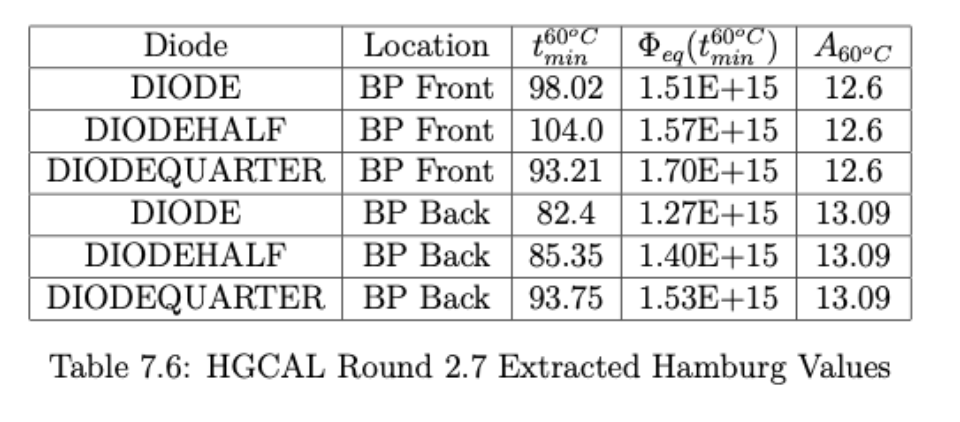 Diode Location t_{min}^{60°C} Φ_{eq}(t_{min}^{60°C}) A_{60°C}
DIODE BP Front 98.02 1.51E+15 12.6
DIODEHALF BP Front 104.0 1.57E+15 12.6
DIODEQUARTER BP Front 93.21 1.70E+15 12.6
DIODE BP Back 82.4 1.27E+15 13.09
DIODEHALF BP Back 85.35 1.40E+15 13.09
DIODEQUARTER BP Back 93.75 1.53E+15 13.09
Table 7.6: HGCAL Round 2.7 Extracted Hamburg Values